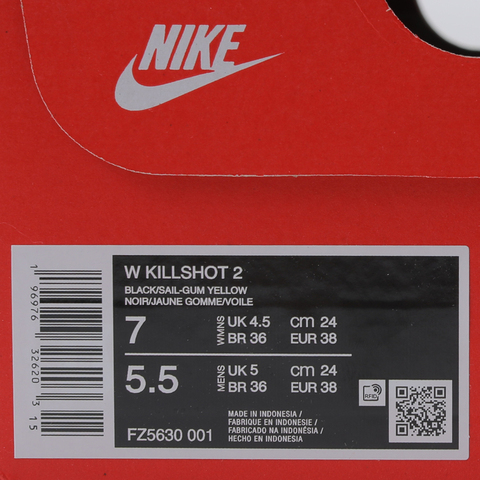 NIKE
W KILLSHOT 2
BLACK/SAIL-GUM YELLOW
NOIR/JAUNE GOMME/VOILE
7 WMNS UK 4.5 cm 24
BR 36 EUR 38
5.5 MENS UK 5 cm 24
BR 36 EUR 38
RFID
MADE IN INDONESIA /
FABRIQUE EN INDONESIE /
FABRICADO NA INDONÉSIA /
HECHO EN INDONESIA
FZ5630 001
1 96976 32620 3 15